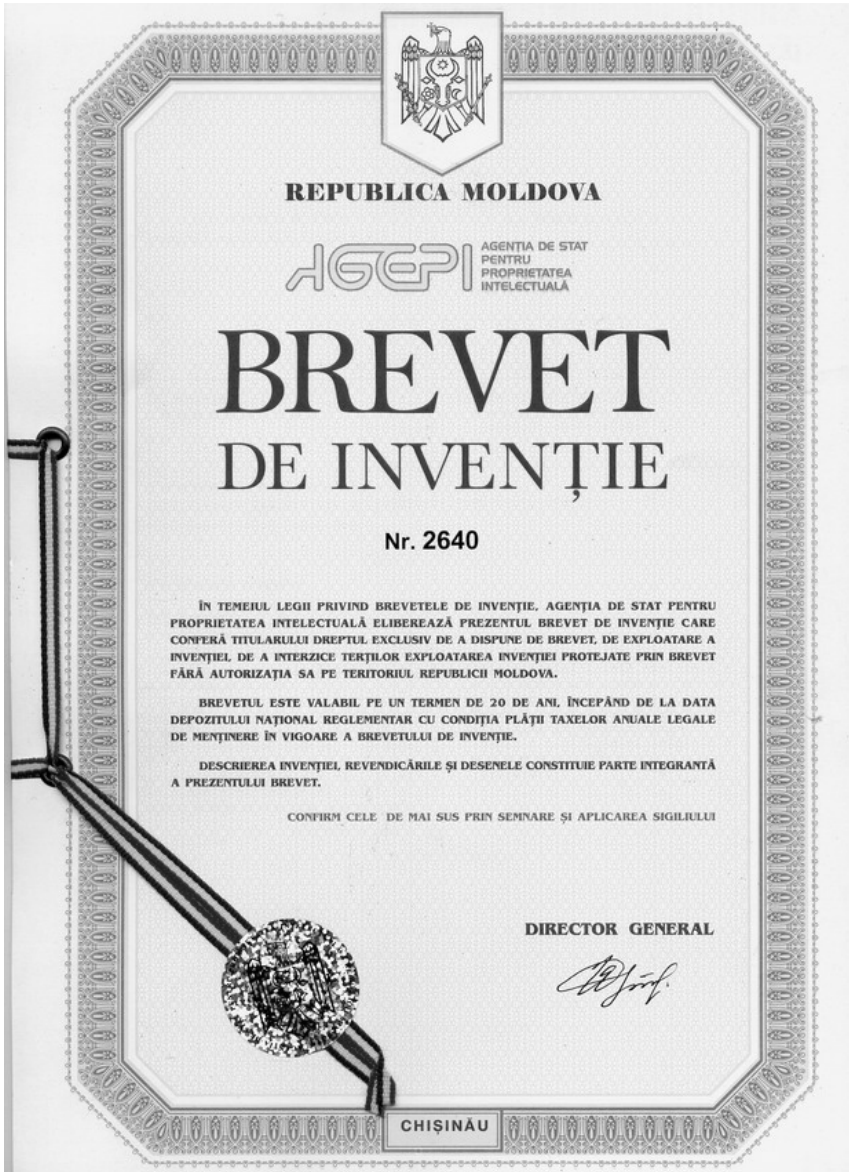 REPUBLICA MOLDOVA
AGEPI
AGENȚIA DE STAT
PENTRU
PROPRIETATEA
INTELECTUALĂ
BREVET
DE INVENȚIE
Nr. 2640
ÎN TEMEIUL LEGII PRIVIND BREVETELE DE INVENȚIE, AGENȚIA DE STAT PENTRU
PROPRIETATEA INTELECTUALĂ ELIBEREAZĂ PREZENTUL BREVET DE INVENȚIE CARE
CONFERĂ TITULARULUI DREPTUL EXCLUSIV DE A DISPUNE DE BREVET, DE EXPLOATARE A
INVENȚIEI, DE A INTERZICE TERȚILOR EXPLOATAREA INVENȚIEI PROTEJATE PRIN BREVET
FĂRĂ AUTORIZAȚIA SA PE TERITORIUL REPUBLICII MOLDOVA.
BREVETUL ESTE VALABIL PE UN TERMEN DE 20 DE ANI, ÎNCEPÂND DE LA DATA
DEPOZITULUI NAȚIONAL REGLEMENTAR CU CONDIȚIA PLĂȚII TAXELOR ANUALE LEGALE
DE MENȚINERE ÎN VIGOARE A BREVETULUI DE INVENȚIE.
DESCRIEREA INVENȚIEI, REVENDICĂRILE ȘI DESENELE CONSTITUIE PARTE INTEGRANTĂ
A PREZENTULUI BREVET.
CONFIRM CELE DE MAI SUS PRIN SEMNARE ȘI APLICAREA SIGILIULUI
DIRECTOR GENERAL
CHIȘINĂU